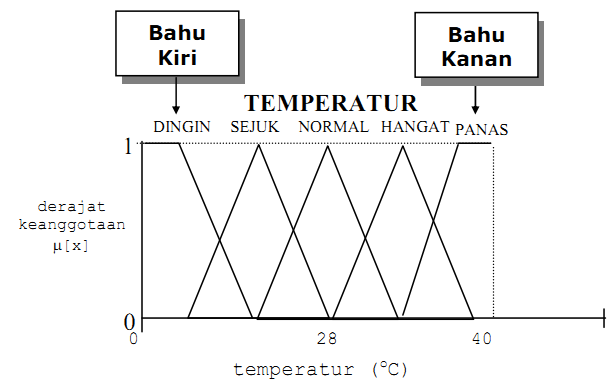 Bahu
Kiri
Bahu
Kanan
TEMPERATUR
DINGIN SEJUK NORMAL HANGAT PANAS
1
derajat
keanggotaan
μ[x]
0
0 28 40
temperatur (°C)